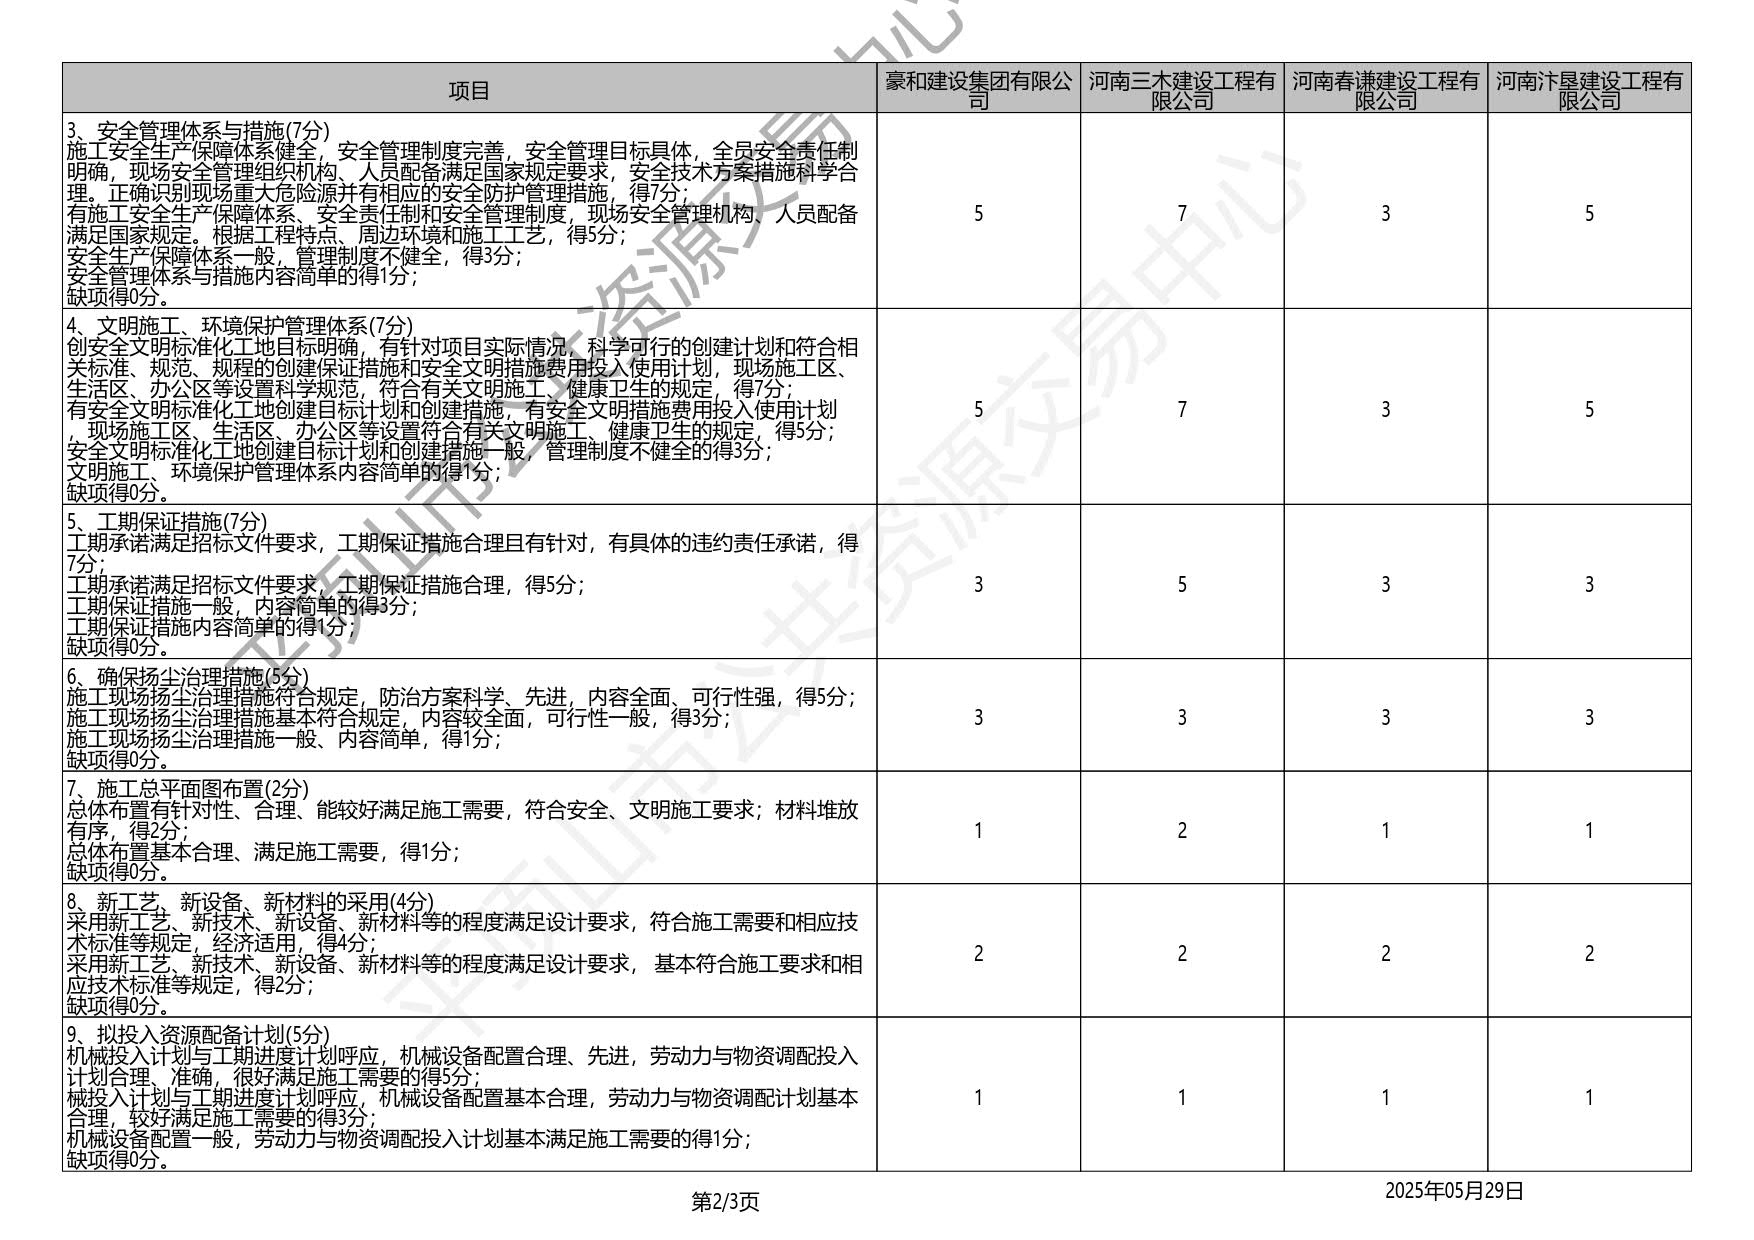 项目
豪和建设集团有限公
司
河南三木建设工程有
限公司
河南春谦建设工程有
限公司
河南汴垦建设工程有
限公司
3、安全管理体系与措施(7分)
施工安全生产保障体系健全，安全管理制度完善，安全管理目标具体，全员安全责任制
明确，现场安全管理组织机构、人员配备满足国家规定要求，安全技术方案措施科学合
理。正确识别现场重大危险源并有相应的安全防护管理措施，得7分；
有施工安全生产保障体系、安全责任制和安全管理制度，现场安全管理机构、人员配备
满足国家规定。根据工程特点、周边环境和施工工艺，得5分；
安全生产保障体系一般，管理制度不健全，得3分；
安全管理体系与措施内容简单的得1分；
缺项得0分。
5
7
3
5
4、文明施工、环境保护管理体系(7分)
创安全文明标准化工地目标明确，有针对项目实际情况，科学可行的创建计划和符合相
关标准、规范、规程的创建保证措施和安全文明措施费用投入使用计划，现场施工区、
生活区、办公区等设置科学规范，符合有关文明施工、健康卫生的规定，得7分；
有安全文明标准化工地创建目标计划和创建措施，有安全文明措施费用投入使用计划
，现场施工区、生活区、办公区等设置符合有关文明施工、健康卫生的规定，得5分；
安全文明标准化工地创建目标计划和创建措施一般，管理制度不健全的得3分；
文明施工、环境保护管理体系内容简单的得1分；
缺项得0分。
5
7
3
5
5、工期保证措施(7分)
工期承诺满足招标文件要求，工期保证措施合理且有针对，有具体的违约责任承诺，得
7分；
工期承诺满足招标文件要求，工期保证措施合理，得5分；
工期保证措施一般，内容简单的得3分；
工期保证措施内容简单的得1分；
缺项得0分。
3
5
3
3
6、确保扬尘治理措施(5分)
施工现场扬尘治理措施符合规定，防治方案科学、先进，内容全面、可行性强，得5分；
施工现场扬尘治理措施基本符合规定，内容较全面，可行性一般，得3分；
施工现场扬尘治理措施一般、内容简单，得1分；
缺项得0分。
3
3
3
3
7、施工总平面图布置(2分)
总体布置有针对性、合理、能较好满足施工需要，符合安全、文明施工要求；材料堆放
有序，得2分；
总体布置基本合理、满足施工需要，得1分；
缺项得0分。
1
2
1
1
8、新工艺、新设备、新材料的采用(4分)
采用新工艺、新技术、新设备、新材料等的程度满足设计要求，符合施工需要和相应技
术标准等规定，经济适用，得4分；
采用新工艺、新技术、新设备、新材料等的程度满足设计要求， 基本符合施工要求和相
应技术标准等规定，得2分；
缺项得0分。
2
2
2
2
9、拟投入资源配备计划(5分)
机械投入计划与工期进度计划呼应，机械设备配置合理、先进，劳动力与物资调配投入
计划合理、准确，很好满足施工需要的得5分；
械投入计划与工期进度计划呼应，机械设备配置基本合理，劳动力与物资调配计划基本
合理，较好满足施工需要的得3分；
机械设备配置一般，劳动力与物资调配投入计划基本满足施工需要的得1分；
缺项得0分。
1
1
1
1
第2/3页
2025年05月29日
平顶山市公共资源交易中心
平顶山市公共资源交易中心